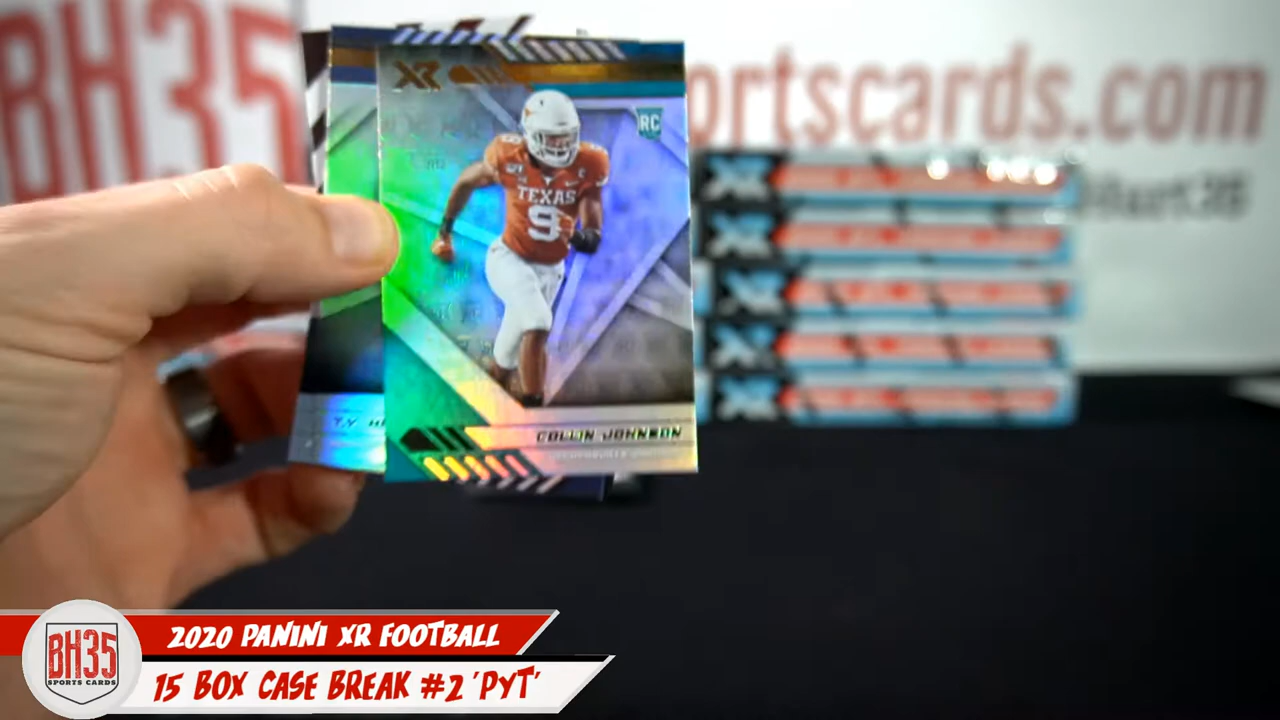 BH35
ortscards.com
XR
RC
TEXAS
9
COLLIN JOHNSON
T.Y. H
XR
XR
XR
XR
XR
2020 PANINI XR FOOTBALL
BH35
SPORTS CARDS
15 BOX CASE BREAK #2 'PYT'